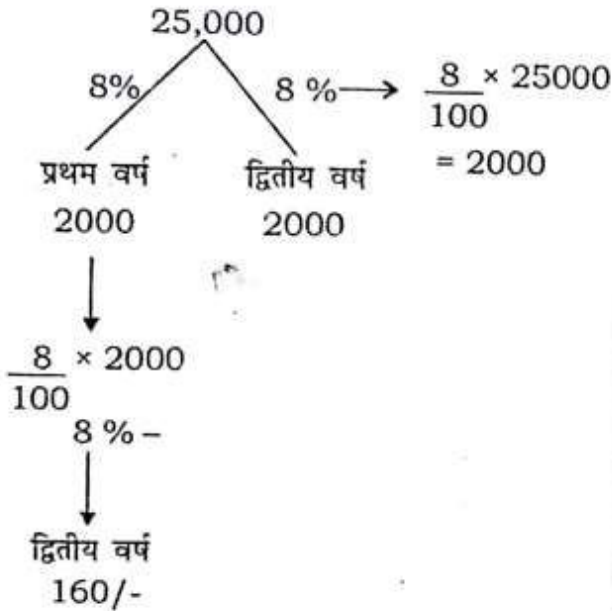 25,000
8% 8 % → 8/100 × 25000
= 2000
प्रथम वर्ष द्वितीय वर्ष
2000 2000
8/100 × 2000
8 % –
द्वितीय वर्ष
160/-